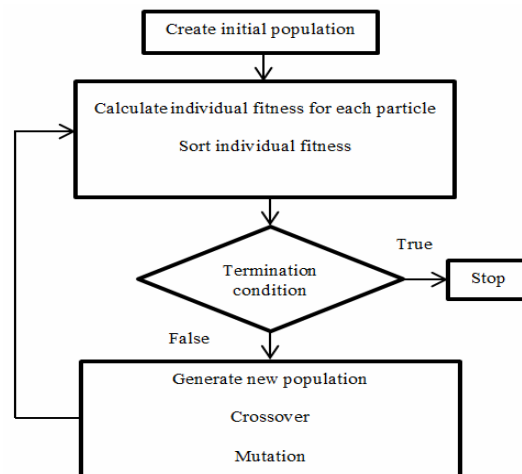 Create initial population
Calculate individual fitness for each particle
Sort individual fitness
True
Termination
condition
Stop
False
Generate new population
Crossover
Mutation